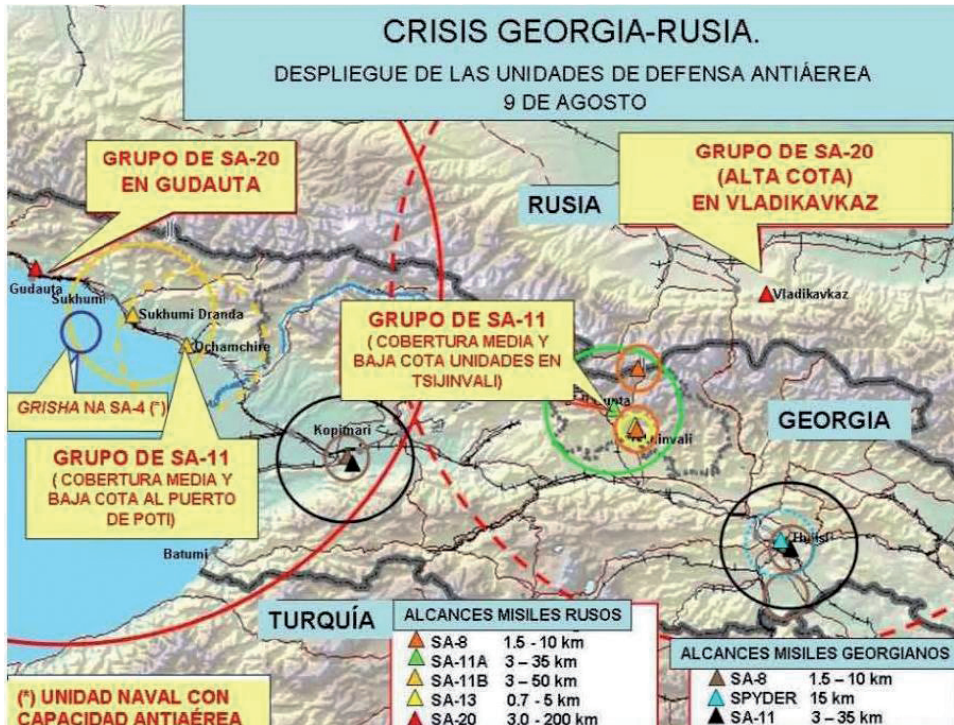 CRISIS GEORGIA-RUSIA.
DESPLIEGUE DE LAS UNIDADES DE DEFENSA ANTIÁEREA
9 DE AGOSTO
GRUPO DE SA-20
EN GUDAUTA
GRUPO DE SA-20
(ALTA COTA)
EN VLADIKAVKAZ
RUSIA
Gudauta
Sukhumi
Vladikavkaz
Sukhumi Dranda
Ochamchire
GRUPO DE SA-11
( COBERTURA MEDIA Y
BAJA COTA UNIDADES EN
TSIJINVALI)
GRISHA NA SA-4 (*)
GEORGIA
Kopitnari
GRUPO DE SA-11
( COBERTURA MEDIA Y
BAJA COTA AL PUERTO
DE POTI)
Batumi
TURQUÍA
ALCANCES MISILES RUSOS
SA-8 1.5 - 10 km
SA-11A 3 – 35 km
SA-11B 3 – 50 km
SA-13 0.7 - 5 km
SA-20 3.0 - 200 km
ALCANCES MISILES GEORGIANOS
SA-8 1.5 – 10 km
SPYDER 15 km
SA-11 3 – 35 km
(*) UNIDAD NAVAL CON
CAPACIDAD ANTIÁEREA